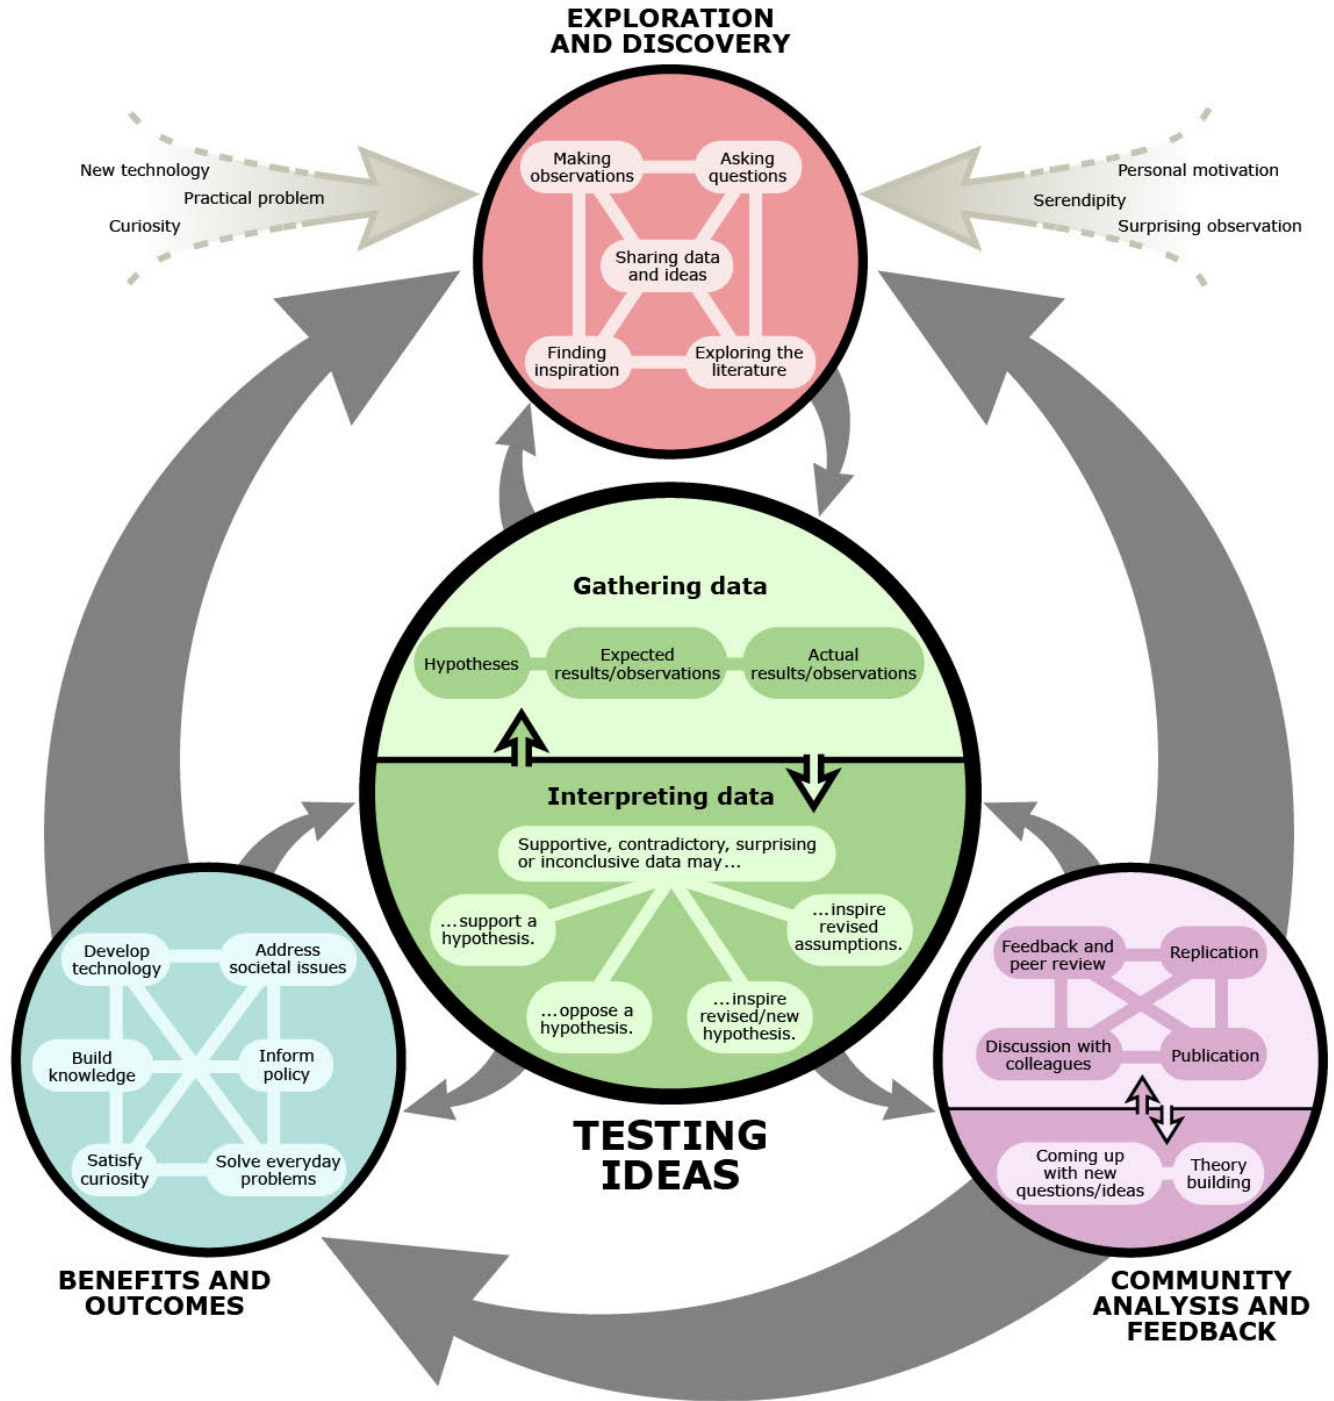 EXPLORATION
AND DISCOVERY
New technology
Practical problem
Curiosity
Personal motivation
Serendipity
Surprising observation
Making
observations
Asking
questions
Sharing data
and ideas
Finding
inspiration
Exploring the
literature
Gathering data
Hypotheses
Expected
results/observations
Actual
results/observations
Interpreting data
Supportive, contradictory, surprising
or inconclusive data may...
...support a
hypothesis.
...oppose a
hypothesis.
...inspire
revised/new
hypothesis.
...inspire
revised
assumptions.
TESTING
IDEAS
Develop
technology
Address
societal issues
Build
knowledge
Inform
policy
Satisfy
curiosity
Solve everyday
problems
BENEFITS AND
OUTCOMES
Feedback and
peer review
Replication
Discussion with
colleagues
Publication
Coming up
with new
questions/ideas
Theory
building
COMMUNITY
ANALYSIS AND
FEEDBACK